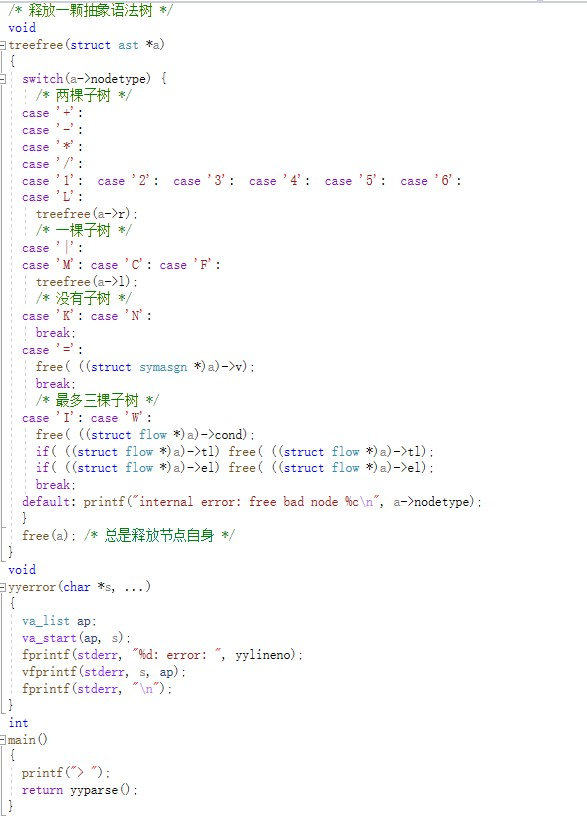 /* 释放一颗抽象语法树 */
void
treefree(struct ast *a)
{
  switch(a->nodetype) {
    /* 两棵子树 */
  case '+':
  case '-':
  case '*':
  case '/':
  case '1':  case '2':  case '3':  case '4':  case '5':  case '6':
  case 'L':
    treefree(a->r);
    /* 一棵子树 */
  case '|':
  case 'M': case 'C': case 'F':
    treefree(a->l);
    /* 没有子树 */
  case 'K': case 'N':
    break;
  case '=':
    free( ((struct symasgn *)a)->v);
    break;
    /* 最多三棵子树 */
  case 'I': case 'W':
    free( ((struct flow *)a)->cond);
    if( ((struct flow *)a)->tl) free( ((struct flow *)a)->tl);
    if( ((struct flow *)a)->el) free( ((struct flow *)a)->el);
    break;
  default: printf("internal error: free bad node %c\n", a->nodetype);
  }
  free(a); /* 总是释放节点自身 */
}
void
yyerror(char *s, ...)
{
  va_list ap;
  va_start(ap, s);
  fprintf(stderr, "%d: error: ", yylineno);
  vfprintf(stderr, s, ap);
  fprintf(stderr, "\n");
}
int
main()
{
  printf("> ");
  return yyparse();
}